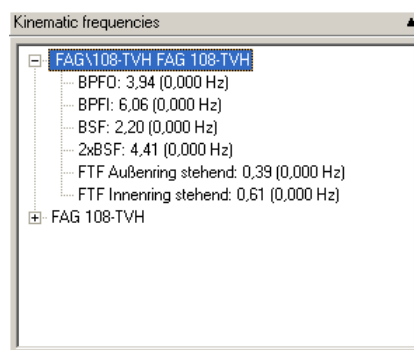 Kinematic frequencies
FAG\108-TVH FAG 108-TVH
BPFO: 3,94 (0,000 Hz)
BPFI: 6,06 (0,000 Hz)
BSF: 2,20 (0,000 Hz)
2xBSF: 4,41 (0,000 Hz)
FTF Außenring stehend: 0,39 (0,000 Hz)
FTF Innenring stehend: 0,61 (0,000 Hz)
FAG 108-TVH